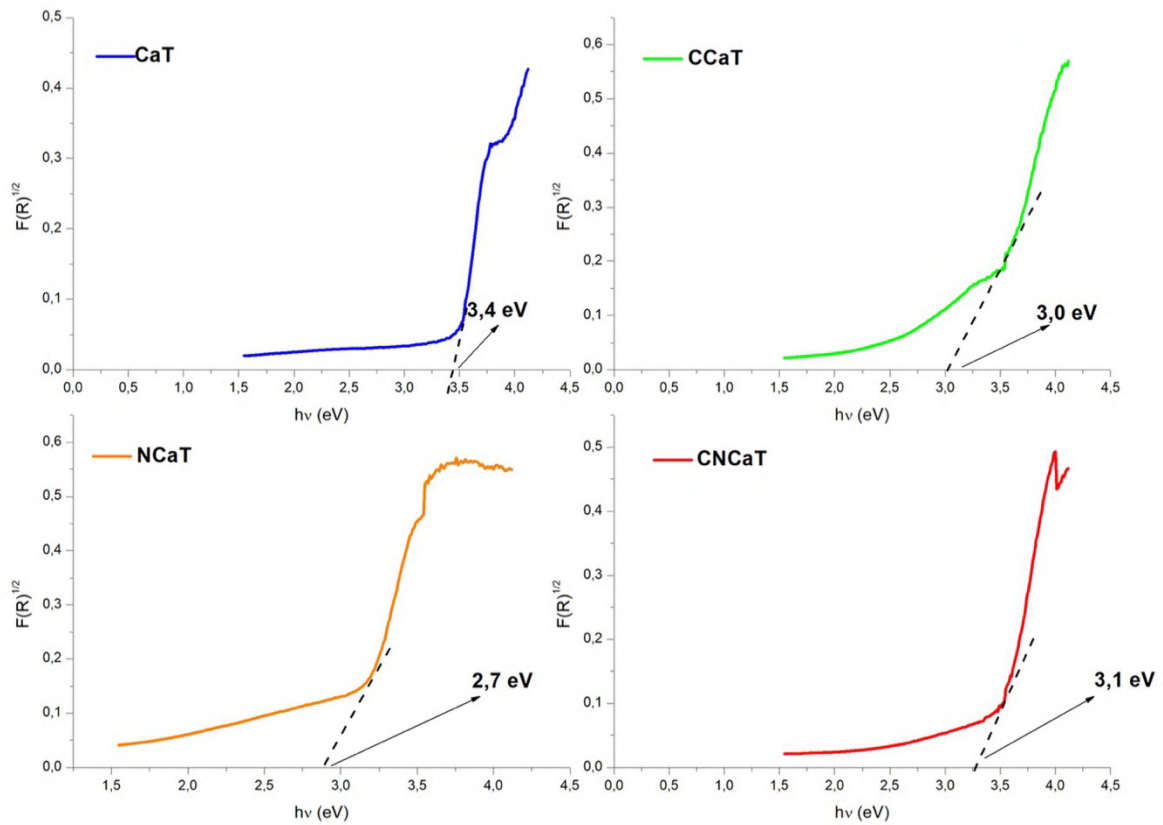 CaT
F(R)^1/2
0,5
0,4
0,3
0,2
0,1
0,0
3,4 eV
0,0 0,5 1,0 1,5 2,0 2,5 3,0 3,5 4,0 4,5
hν (eV)
CCaT
F(R)^1/2
0,6
0,5
0,4
0,3
0,2
0,1
0,0
3,0 eV
0,0 0,5 1,0 1,5 2,0 2,5 3,0 3,5 4,0 4,5
hν (eV)
NCaT
F(R)^1/2
0,6
0,5
0,4
0,3
0,2
0,1
0,0
2,7 eV
1,5 2,0 2,5 3,0 3,5 4,0 4,5
hν (eV)
CNCaT
F(R)^1/2
0,5
0,4
0,3
0,2
0,1
0,0
3,1 eV
0,0 0,5 1,0 1,5 2,0 2,5 3,0 3,5 4,0 4,5
hν (eV)